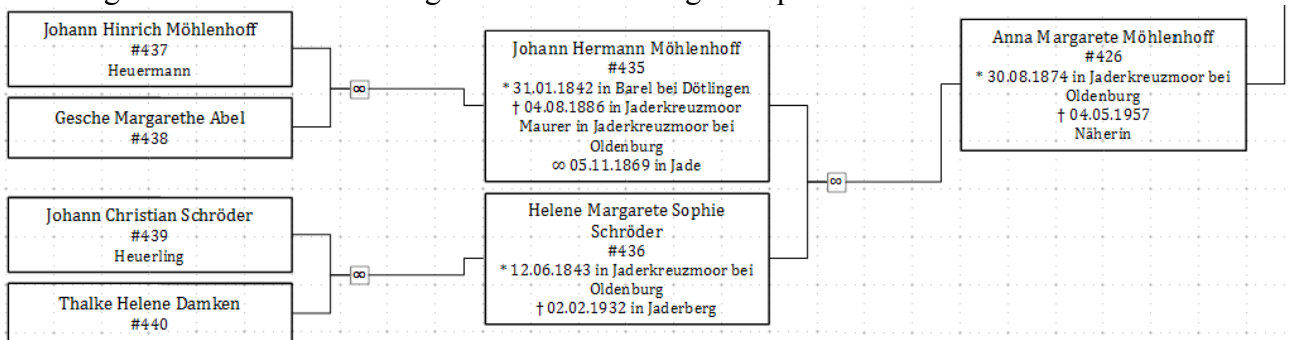 Johann Hinrich Möhlenhoff
#437
Heuermann
∞
Gesche Margarethe Abel
#438
Johann Hermann Möhlenhoff
#435
* 31.01.1842 in Barel bei Dötlingen
† 04.08.1886 in Jaderkreuzmoor
Maurer in Jaderkreuzmoor bei
Oldenburg
∞ 05.11.1869 in Jade
Anna Margarete Möhlenhoff
#426
* 30.08.1874 in Jaderkreuzmoor bei
Oldenburg
† 04.05.1957
Näherin
∞
Johann Christian Schröder
#439
Heuerling
∞
Thalke Helene Damken
#440
Helene Margarete Sophie
Schröder
#436
* 12.06.1843 in Jaderkreuzmoor bei
Oldenburg
† 02.02.1932 in Jaderberg